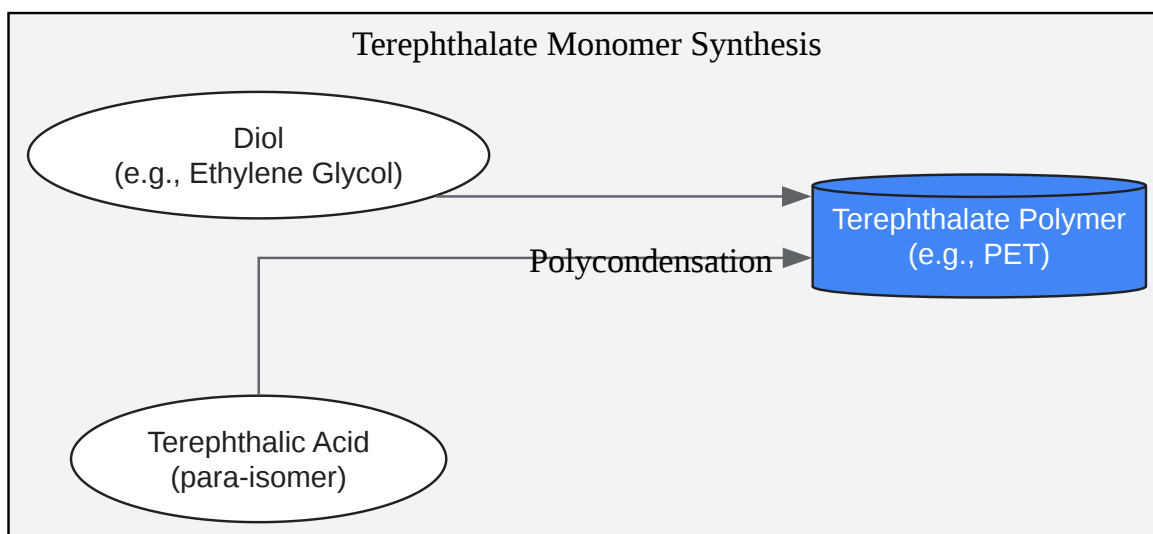 Terephthalate Monomer Synthesis
Diol
(e.g., Ethylene Glycol)
Terephthalate Polymer
(e.g., PET)
Polycondensation
Terephthalic Acid
(para-isomer)